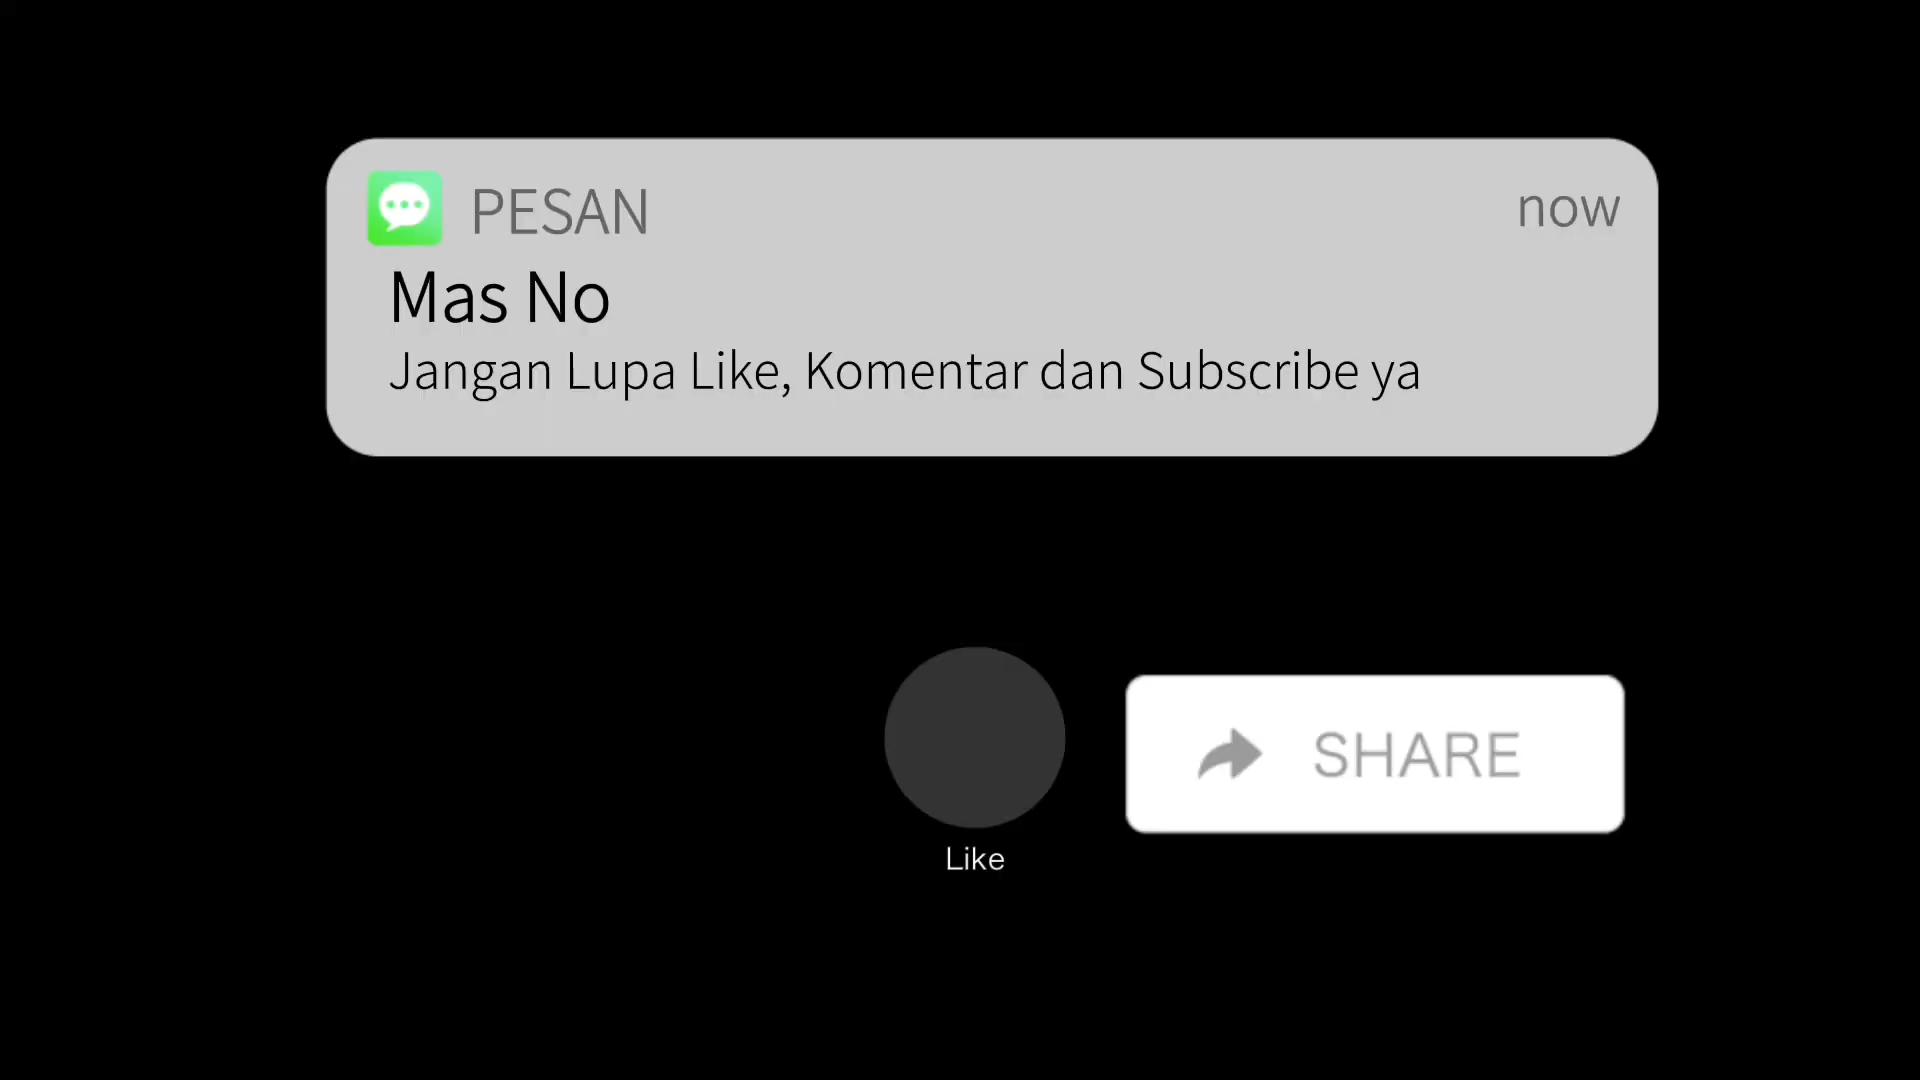 PESAN
now
Mas No
Jangan Lupa Like, Komentar dan Subscribe ya
SHARE
Like